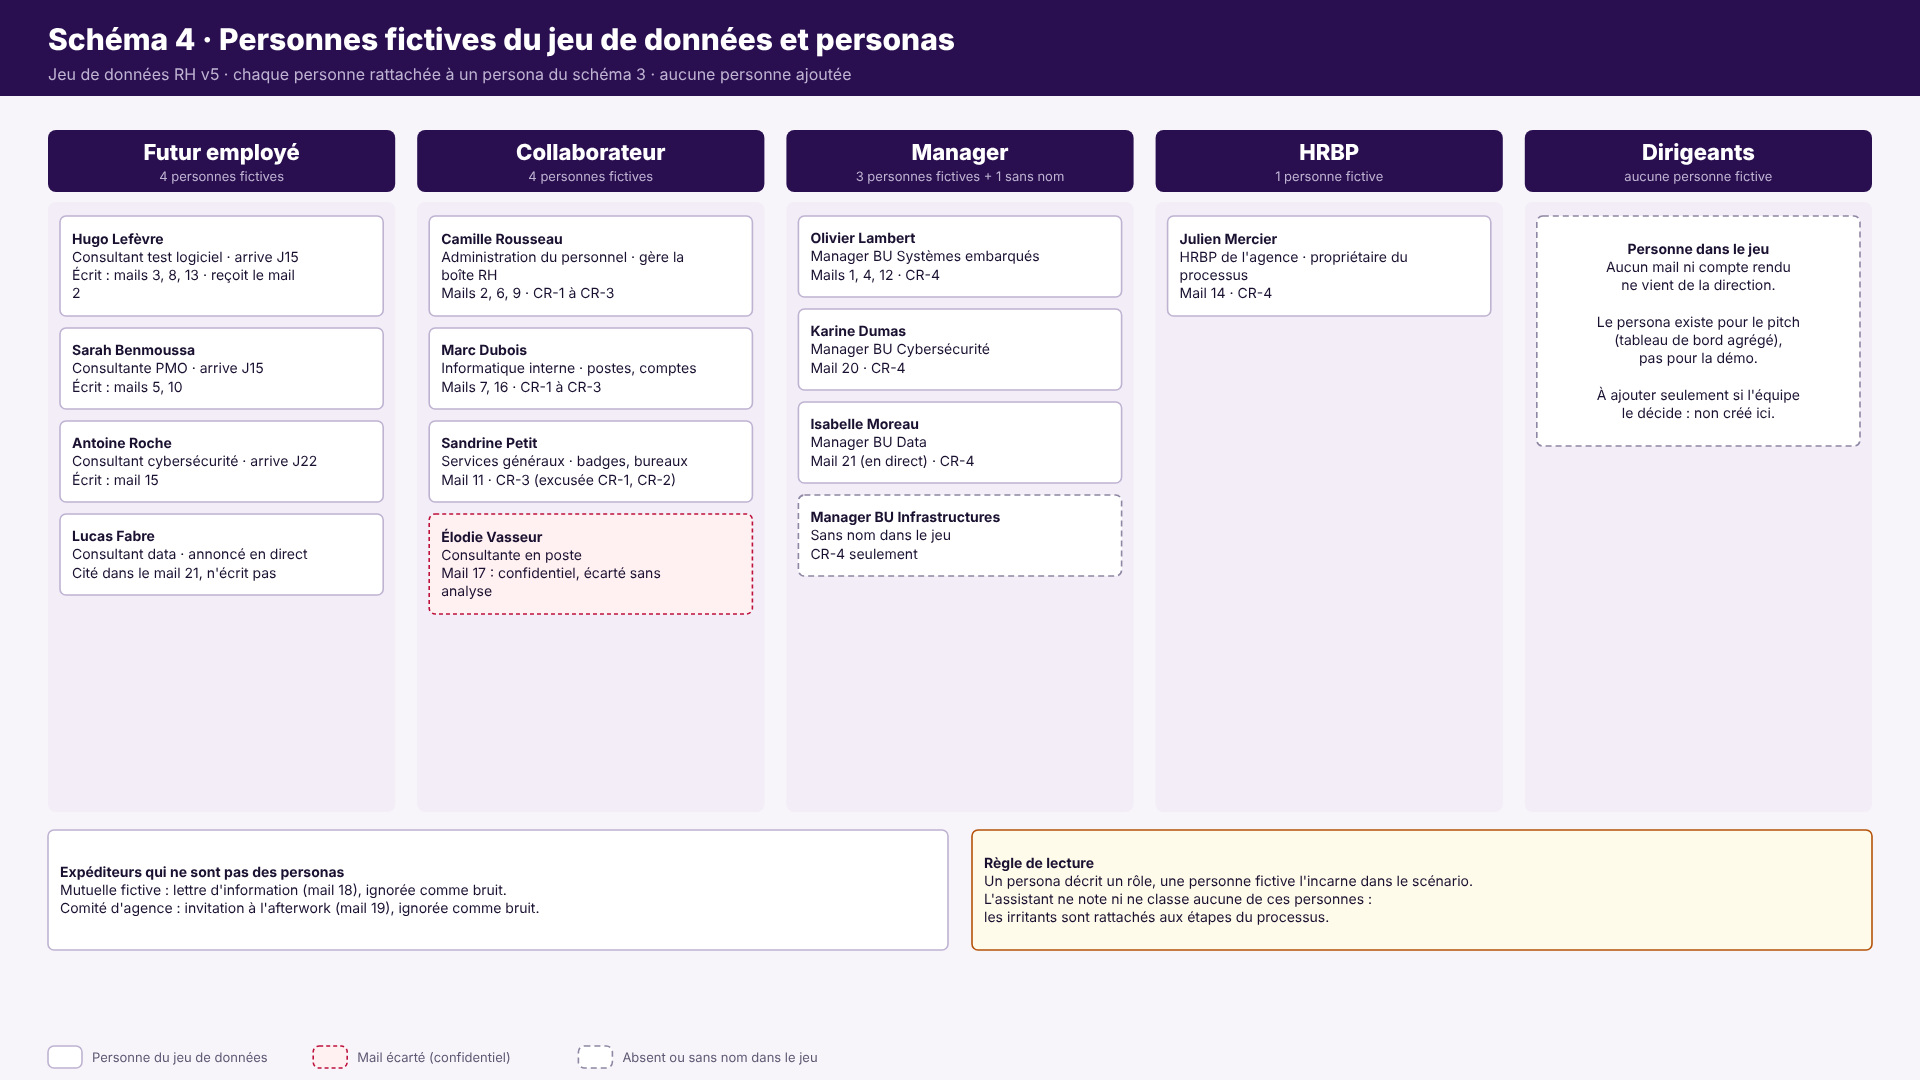 Schéma 4 · Personnes fictives du jeu de données et personas
Jeu de données RH v5 · chaque personne rattachée à un persona du schéma 3 · aucune personne ajoutée
Futur employé
4 personnes fictives
Hugo Lefèvre
Consultant test logiciel · arrive J15
Écrit : mails 3, 8, 13 · reçoit le mail
2
Sarah Benmoussa
Consultante PMO · arrive J15
Écrit : mails 5, 10
Antoine Roche
Consultant cybersécurité · arrive J22
Écrit : mail 15
Lucas Fabre
Consultant data · annoncé en direct
Cité dans le mail 21, n'écrit pas
Collaborateur
4 personnes fictives
Camille Rousseau
Administration du personnel · gère la
boîte RH
Mails 2, 6, 9 · CR-1 à CR-3
Marc Dubois
Informatique interne · postes, comptes
Mails 7, 16 · CR-1 à CR-3
Sandrine Petit
Services généraux · badges, bureaux
Mail 11 · CR-3 (excusée CR-1, CR-2)
Élodie Vasseur
Consultante en poste
Mail 17 : confidentiel, écarté sans
analyse
Manager
3 personnes fictives + 1 sans nom
Olivier Lambert
Manager BU Systèmes embarqués
Mails 1, 4, 12 · CR-4
Karine Dumas
Manager BU Cybersécurité
Mail 20 · CR-4
Isabelle Moreau
Manager BU Data
Mail 21 (en direct) · CR-4
Manager BU Infrastructures
Sans nom dans le jeu
CR-4 seulement
HRBP
1 personne fictive
Julien Mercier
HRBP de l'agence · propriétaire du
processus
Mail 14 · CR-4
Dirigeants
aucune personne fictive
Personne dans le jeu
Aucun mail ni compte rendu
ne vient de la direction.
Le persona existe pour le pitch
(tableau de bord agrégé),
pas pour la démo.
À ajouter seulement si l'équipe
le décide : non créé ici.
Expéditeurs qui ne sont pas des personas
Mutuelle fictive : lettre d'information (mail 18), ignorée comme bruit.
Comité d'agence : invitation à l'afterwork (mail 19), ignorée comme bruit.
Règle de lecture
Un persona décrit un rôle, une personne fictive l'incarne dans le scénario.
L'assistant ne note ni ne classe aucune de ces personnes :
les irritants sont rattachés aux étapes du processus.
Personne du jeu de données
Mail écarté (confidentiel)
Absent ou sans nom dans le jeu